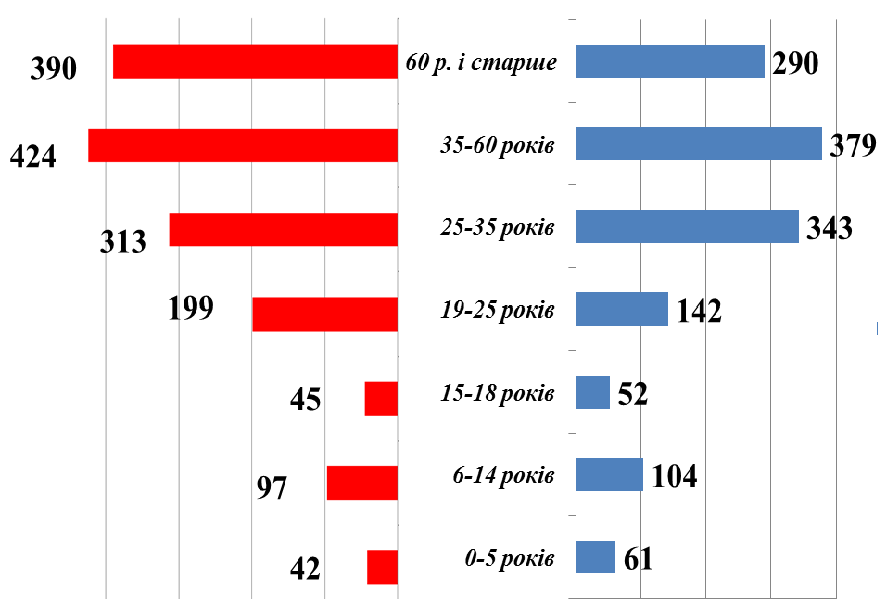 390 60 р. і старше 290
424 35-60 років 379
313 25-35 років 343
199 19-25 років 142
45 15-18 років 52
97 6-14 років 104
42 0-5 років 61